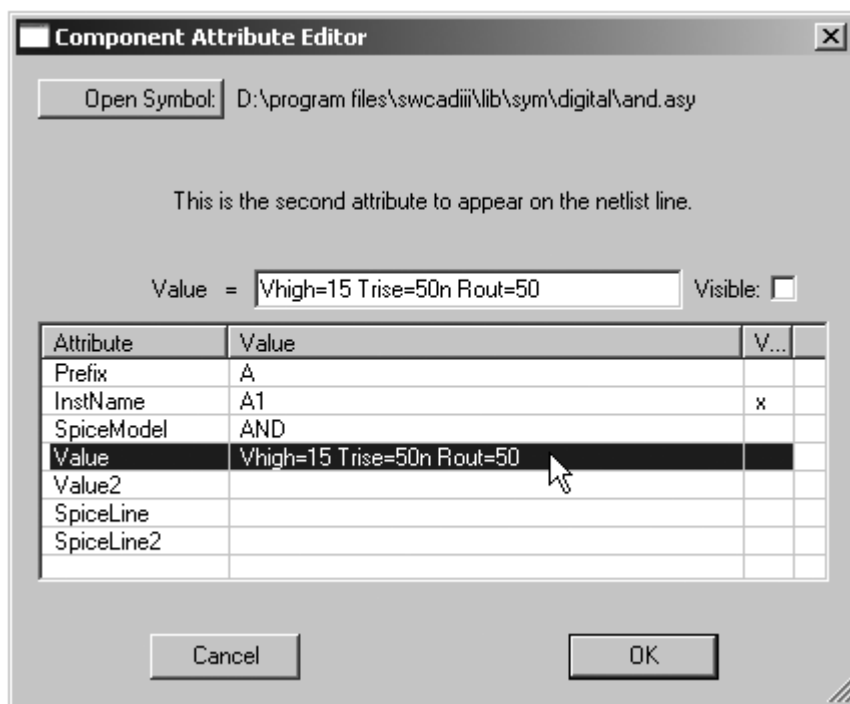 Component Attribute Editor
Open Symbol: D:\program files\swcadiii\lib\sym\digital\and.asy
This is the second attribute to appear on the netlist line.
Value = Vhigh=15 Trise=50n Rout=50 Visible:
Attribute Value V...
Prefix A
InstName A1 x
SpiceModel AND
Value Vhigh=15 Trise=50n Rout=50
Value2
SpiceLine
SpiceLine2
Cancel OK